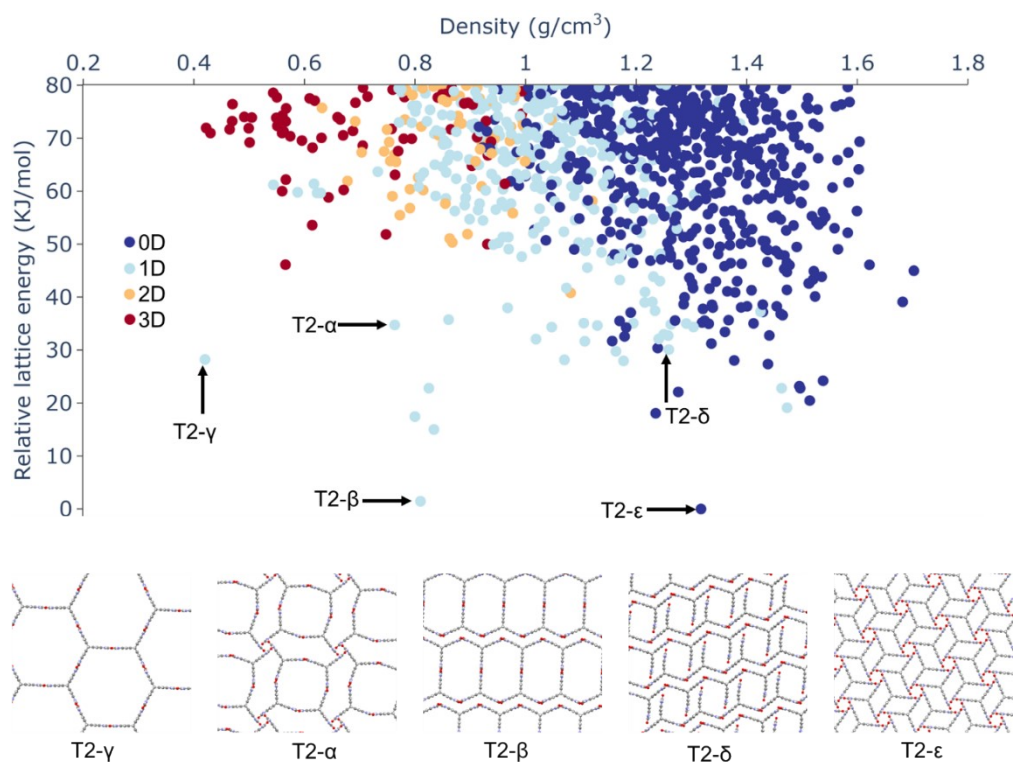 Density (g/cm³)
0.2 0.4 0.6 0.8 1 1.2 1.4 1.6 1.8
Relative lattice energy (KJ/mol)
80
70
60
50
40
30
20
10
0
0D
1D
2D
3D
T2-α
T2-γ
T2-δ
T2-β
T2-ε
T2-γ T2-α T2-β T2-δ T2-ε